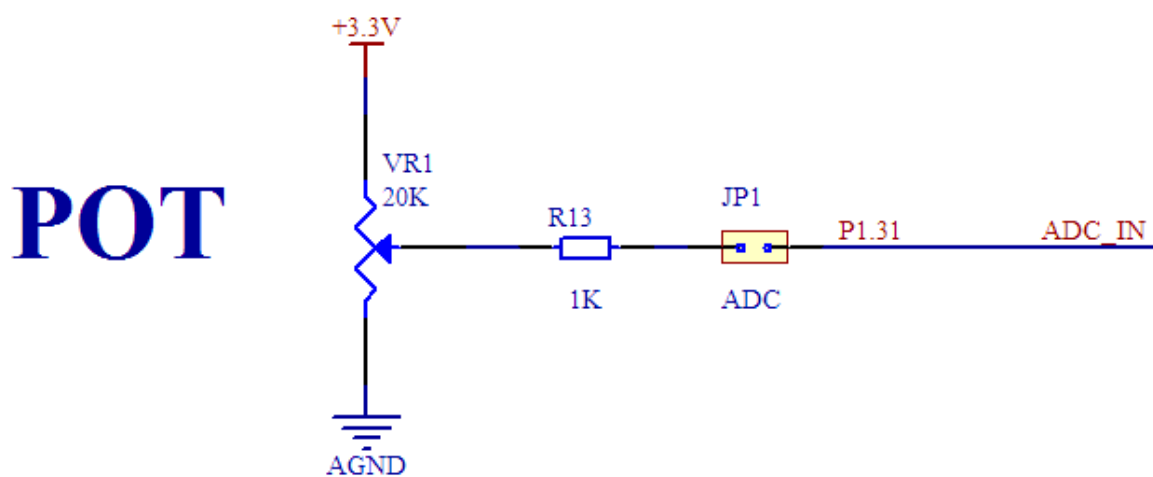 +3.3V
POT
VR1
20K
R13
1K
JP1
ADC
P1.31
ADC_IN
AGND